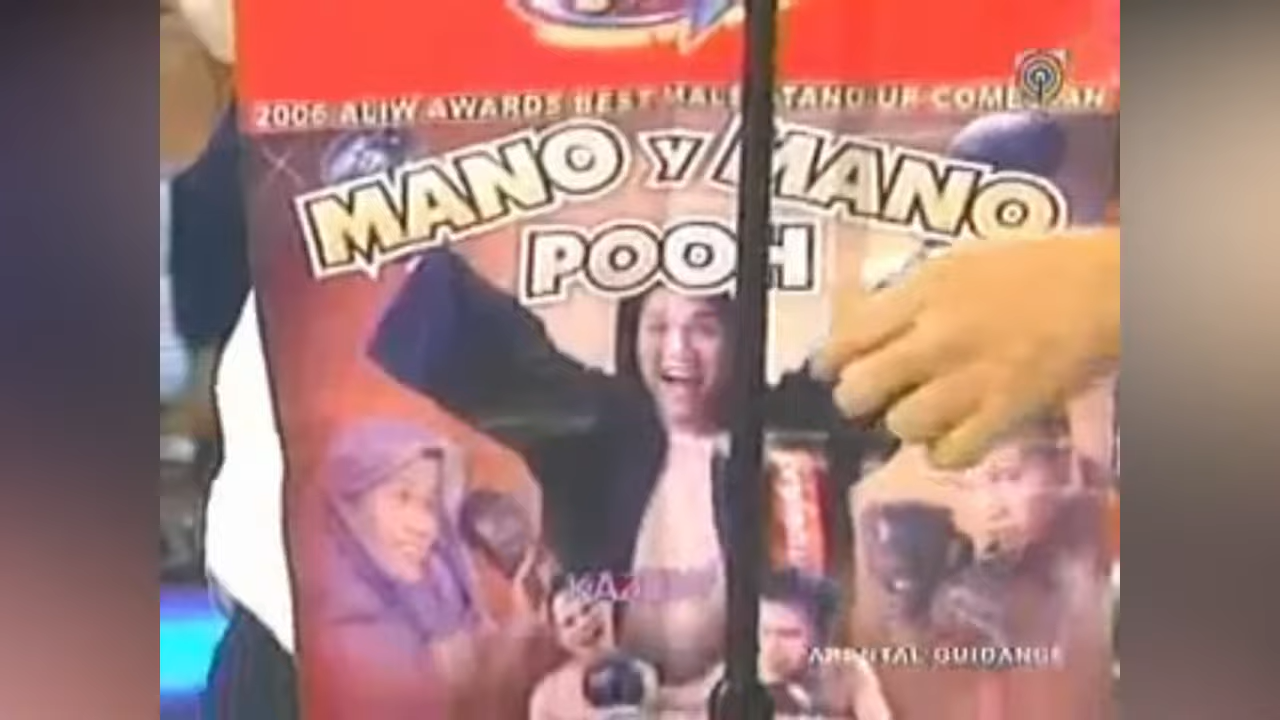 2006 ALIW AWARDS BEST MALE STAND-UP COMEDIAN
MANO Y MANO
POOH
PARENTAL GUIDANCE